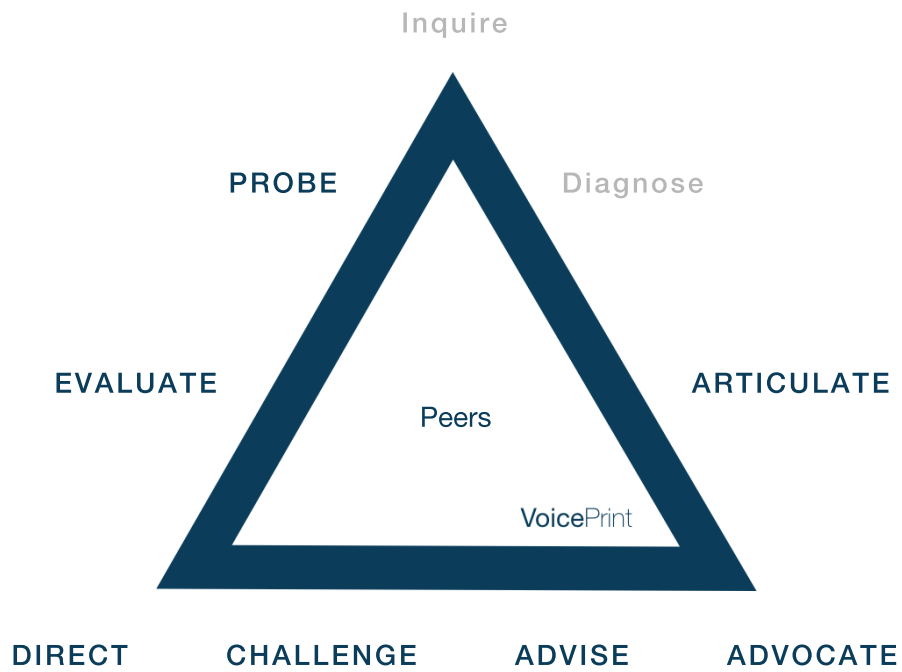 Inquire
PROBE
Diagnose
EVALUATE
ARTICULATE
Peers
VoicePrint
DIRECT CHALLENGE ADVISE ADVOCATE